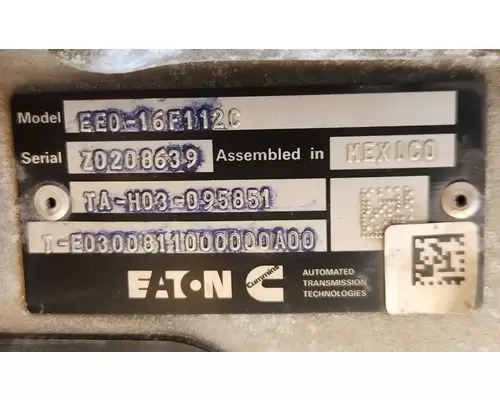 Model EEO-16F112C
Serial Z0208639 Assembled in MEXICO
TA-H03-095851
T-E0300811000000A00
EATON Cummins AUTOMATED
TRANSMISSION
TECHNOLOGIES